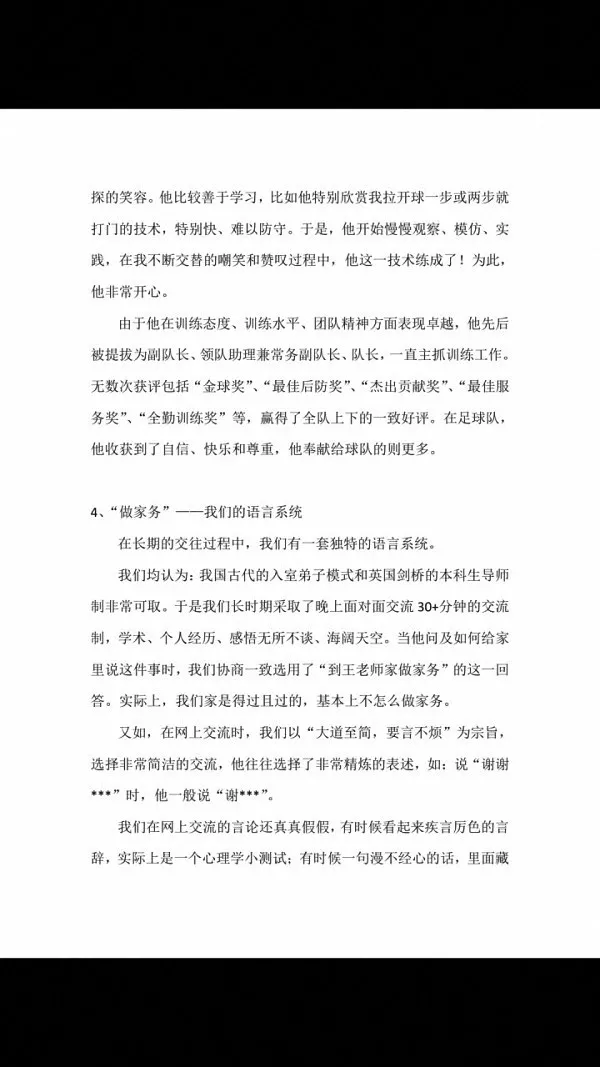 探的笑容。他比较善于学习，比如他特别欣赏我拉开球一步或两步就
打门的技术，特别快、难以防守。于是，他开始慢慢观察、模仿、实
践，在我不断交替的嘲笑和赞叹过程中，他这一技术练成了！为此，
他非常开心。
由于他在训练态度、训练水平、团队精神方面表现卓越，他先后
被提拔为副队长、领队助理兼常务副队长、队长，一直主抓训练工作。
无数次获评包括“金球奖”、“最佳后防奖”、“杰出贡献奖”、“最佳服
务奖”、“全勤训练奖”等，赢得了全队上下的一致好评。在足球队，
他收获到了自信、快乐和尊重，他奉献给球队的则更多。
4、“做家务”——我们的语言系统
在长期的交往过程中，我们有一套独特的语言系统。
我们均认为：我国古代的入室弟子模式和英国剑桥的本科生导师
制非常可取。于是我们长时期采取了晚上面对面交流 30+分钟的交流
制，学术、个人经历、感悟无所不谈、海阔天空。当他问及如何给家
里说这件事时，我们协商一致选用了“到王老师家做家务”的这一回
答。实际上，我们家是得过且过的，基本上不怎么做家务。
又如，在网上交流时，我们以“大道至简，要言不烦”为宗旨，
选择非常简洁的交流，他往往选择了非常精炼的表述，如：说“谢谢
***”时，他一般说“谢***”。
我们在网上交流的言论还真真假假，有时候看起来疾言厉色的言
辞，实际上是一个心理学小测试；有时候一句漫不经心的话，里面藏